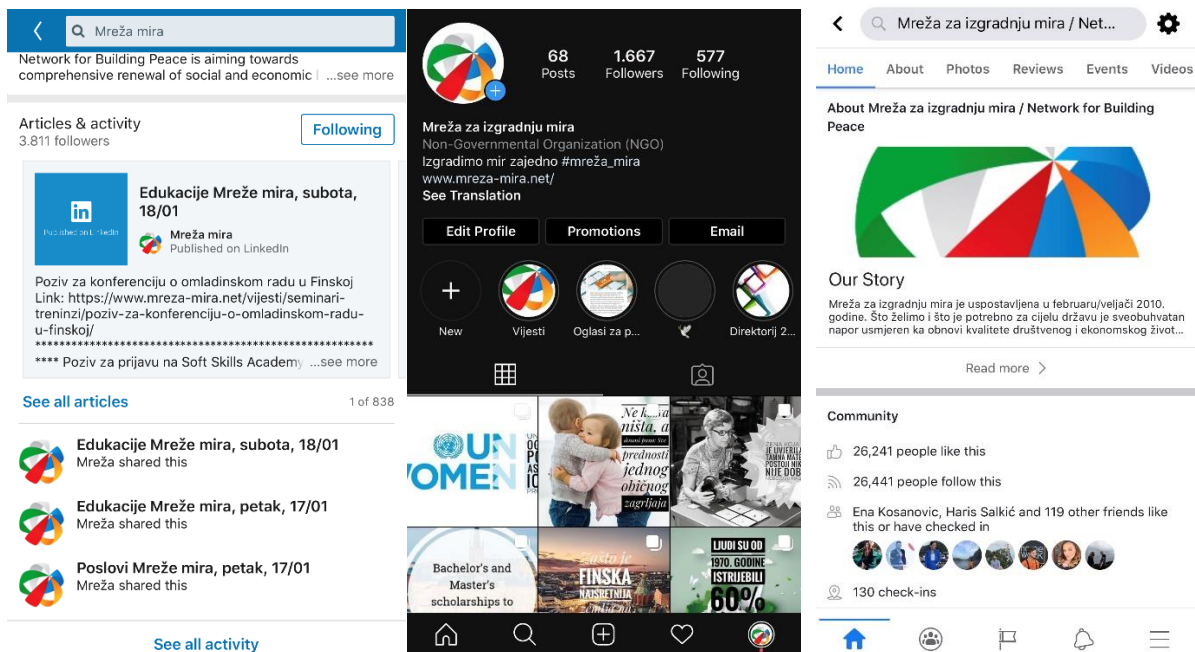 Mreža mira
Network for Building Peace is aiming towards
comprehensive renewal of social and economic ...see more
Articles & activity
3.811 followers
Following
Edukacije Mreže mira, subota,
18/01
in
Published on LinkedIn
Mreža mira
Published on LinkedIn
Poziv za konferenciju o omladinskom radu u Finskoj
Link: https://www.mreza-mira.net/vijesti/seminari-
treninzi/poziv-za-konferenciju-o-omladinskom-radu-
u-finskoj/
**** Poziv za prijavu na Soft Skills Academy ...see more
See all articles
1 of 838
Edukacije Mreže mira, subota, 18/01
Mreža shared this
Edukacije Mreže mira, petak, 17/01
Mreža shared this
Poslovi Mreže mira, petak, 17/01
Mreža shared this
See all activity
68 1.667 577
Posts Followers Following
Mreža za izgradnju mira
Non-Governmental Organization (NGO)
Izgradimo mir zajedno #mreža_mira
www.mreza-mira.net/
See Translation
Edit Profile Promotions Email
New Vijesti Oglasi za p... Direktorij 2...
UN
WOMEN
ništa, a
prednosti
jednog
običnog
zagrljaja
Bachelor's and
Master's
scholarships to
Zašto je
FINSKA
NAJSRETNIJA
LJUDI SU OD
1970. GODINE
ISTRIJEBILI
60%
Mreža za izgradnju mira / Net...
Home About Photos Reviews Events Videos
About Mreža za izgradnju mira / Network for Building
Peace
Our Story
Mreža za izgradnju mira je uspostavljena u februaru/veljači 2010.
godine. Što želimo i što je potrebno za cijelu državu je sveobuhvatan
napor usmjeren ka obnovi kvalitete društvenog i ekonomskog život...
Read more
Community
26,241 people like this
26,441 people follow this
Ena Kosanovic, Haris Salkić and 119 other friends like
this or have checked in
130 check-ins